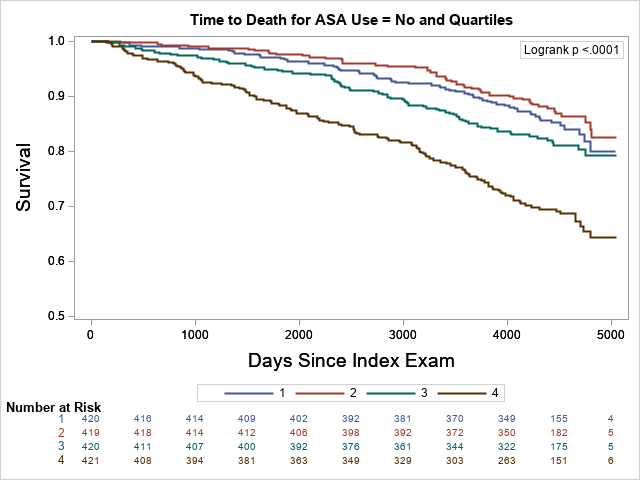 Time to Death for ASA Use = No and Quartiles
Logrank p <.0001
1.0
0.9
0.8
0.7
0.6
0.5
Survival
0 1000 2000 3000 4000 5000
Days Since Index Exam
1 2 3 4
Number at Risk
1 420 416 414 409 402 392 381 370 349 155 4
2 419 418 414 412 406 398 392 372 350 182 5
3 420 411 407 400 392 376 361 344 322 175 5
4 421 408 394 381 363 349 329 303 263 151 6